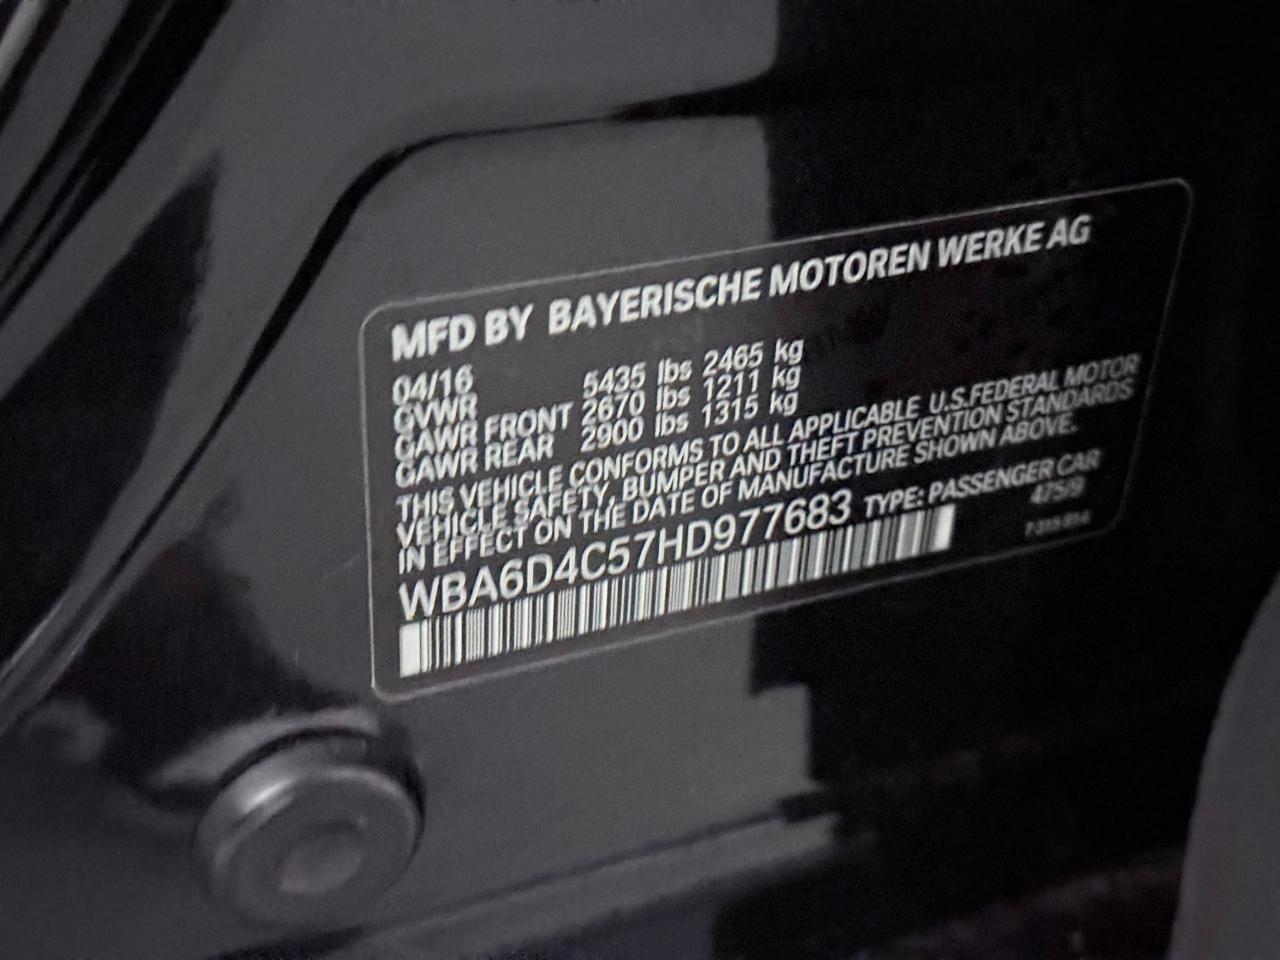 MFD BY BAYERISCHE MOTOREN WERKE AG
04/16
GVWR 5435 lbs 2465 kg
GAWR FRONT 2670 lbs 1211 kg
GAWR REAR 2900 lbs 1315 kg
THIS VEHICLE CONFORMS TO ALL APPLICABLE U.S.FEDERAL MOTOR
VEHICLE SAFETY, BUMPER AND THEFT PREVENTION STANDARDS
IN EFFECT ON THE DATE OF MANUFACTURE SHOWN ABOVE.
WBA6D4C57HD977683 TYPE: PASSENGER CAR
475/9